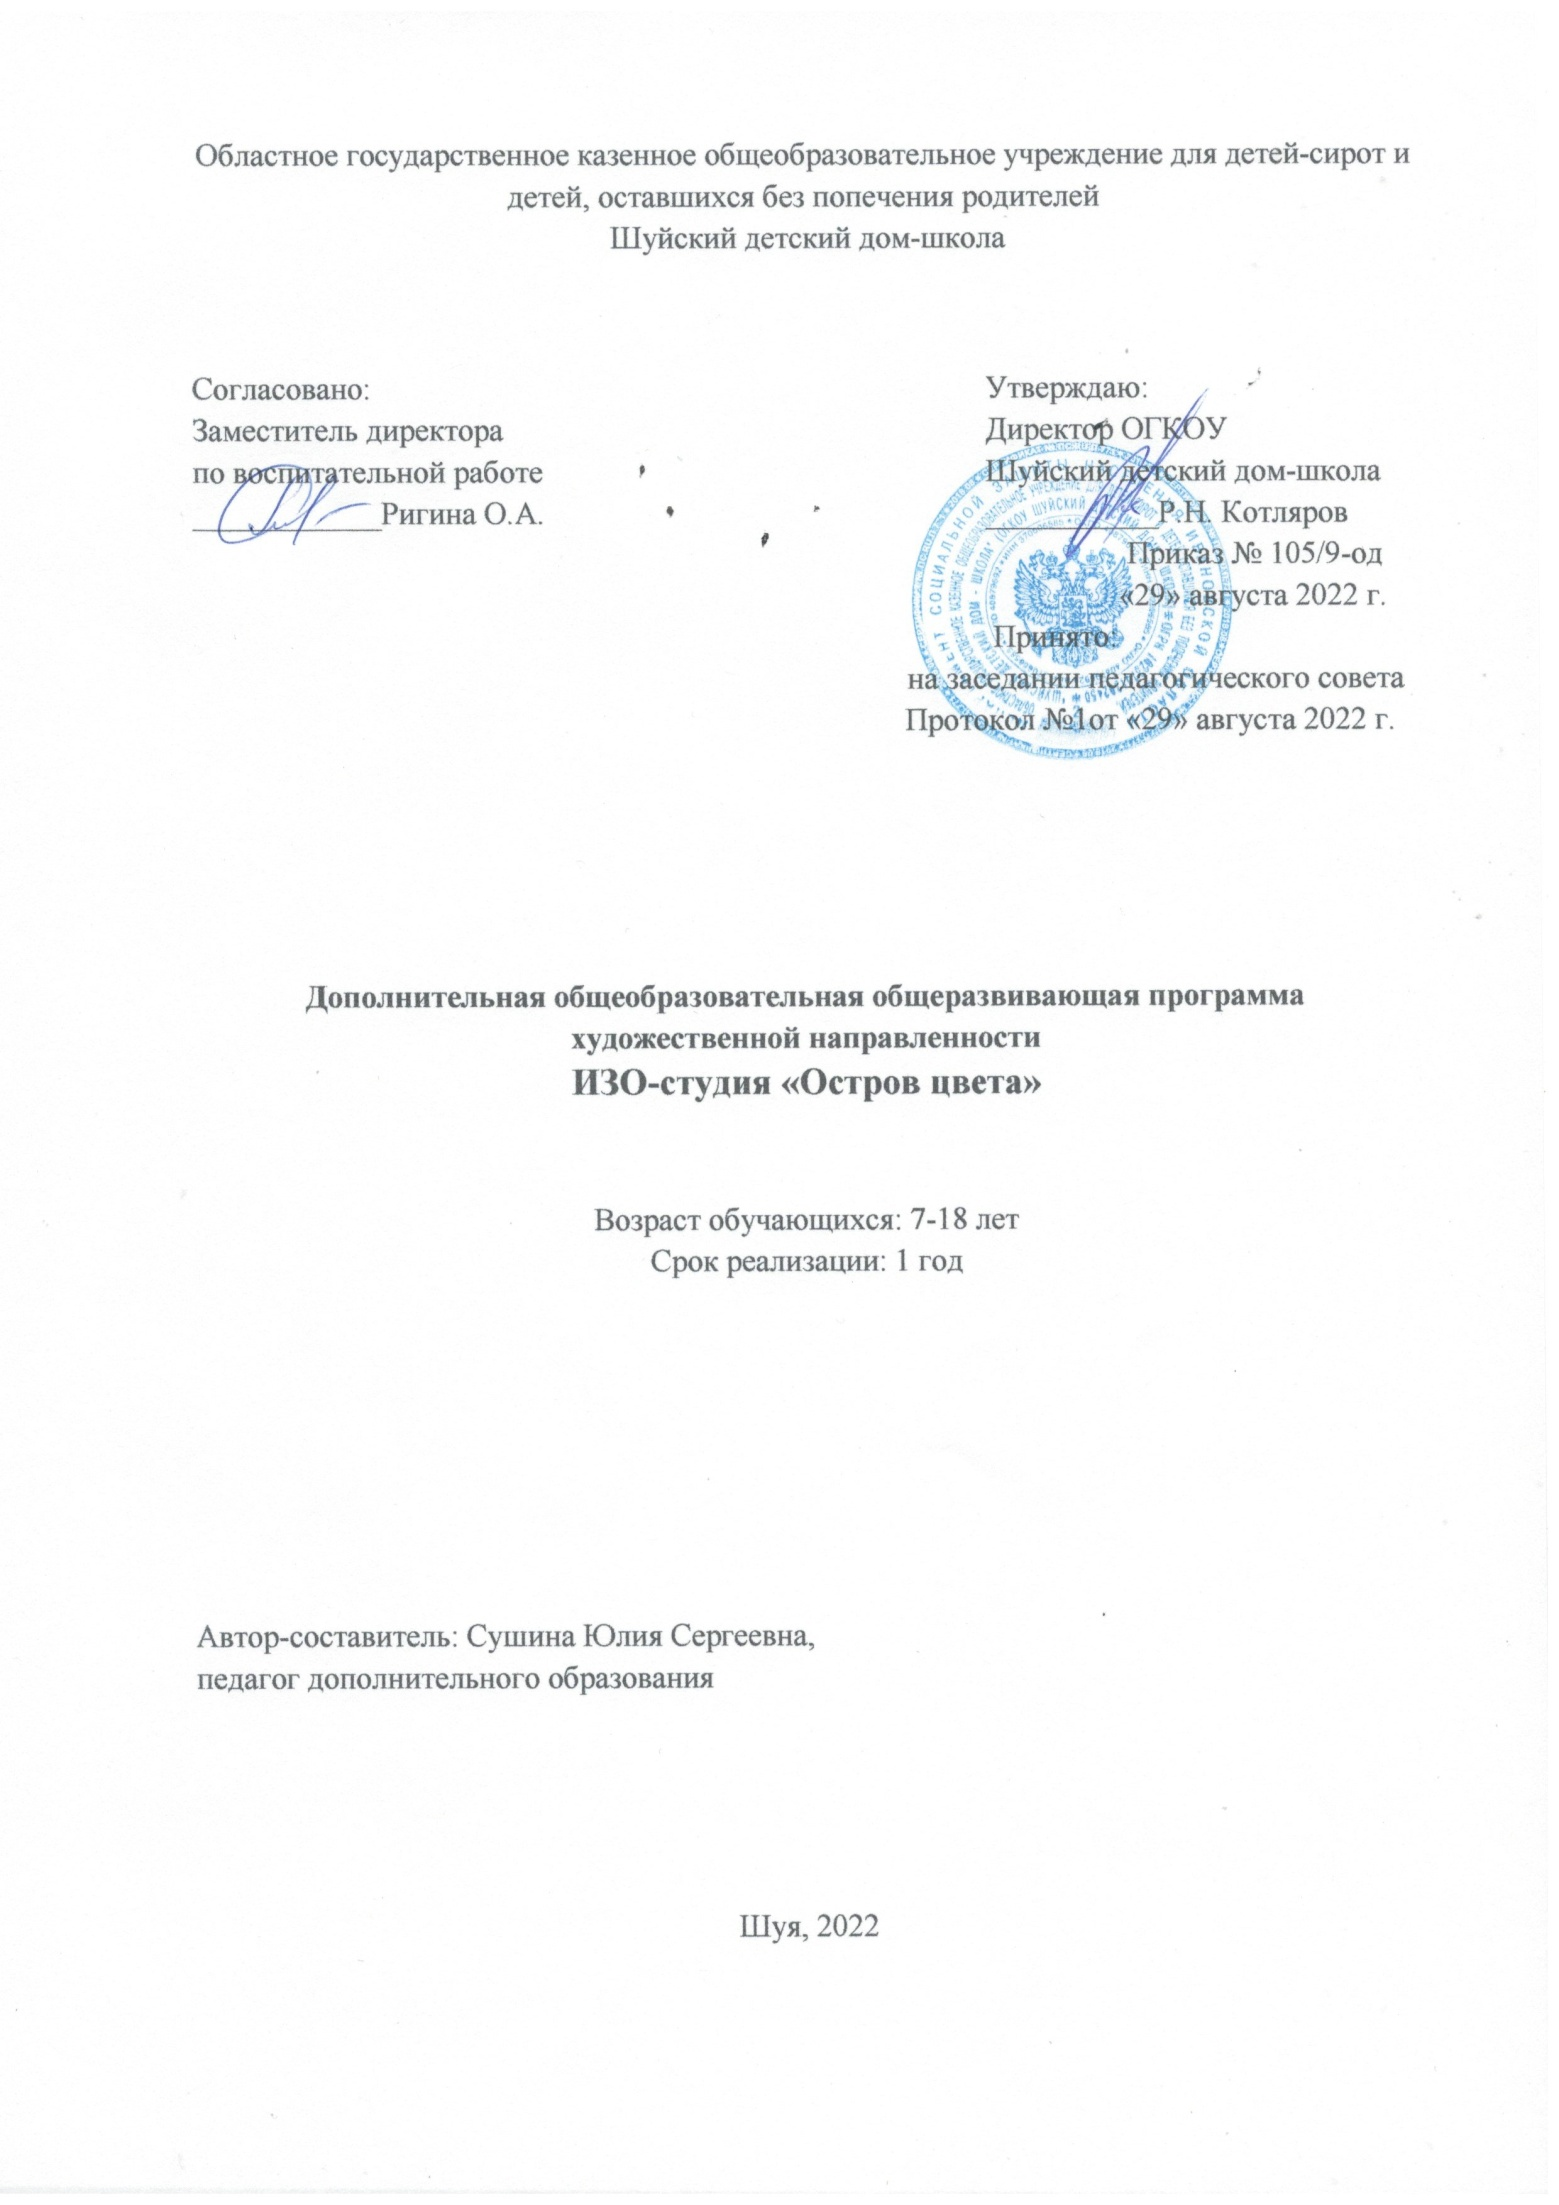 Областное государственное казенное общеобразовательное учреждение для детей-сирот и
детей, оставшихся без попечения родителей
Шуйский детский дом-школа
Согласовано:
Заместитель директора
по воспитательной работе
____________Ригина О.А.
Утверждаю:
Директор ОГКОУ
Шуйский детский дом-школа
___________Р.Н. Котляров
Приказ № 105/9-од
«29» августа 2022 г.
Принято:
на заседании педагогического совета
Протокол №1от «29» августа 2022 г.
Дополнительная общеобразовательная общеразвивающая программа
художественной направленности
ИЗО-студия «Остров цвета»
Возраст обучающихся: 7-18 лет
Срок реализации: 1 год
Автор-составитель: Сушина Юлия Сергеевна,
педагог дополнительного образования
Шуя, 2022